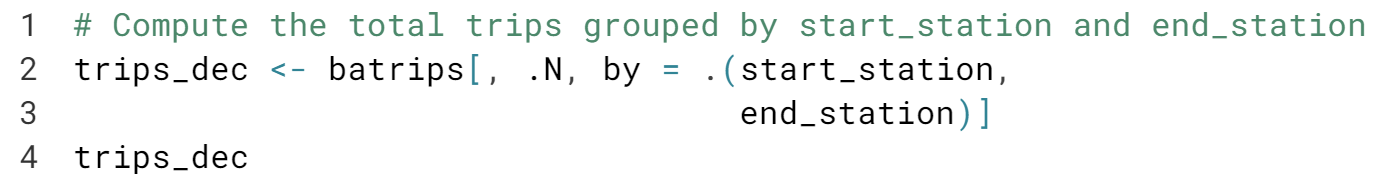 1 # Compute the total trips grouped by start_station and end_station
2 trips_dec <- batrips[, .N, by = .(start_station,
3                                   end_station)]
4 trips_dec